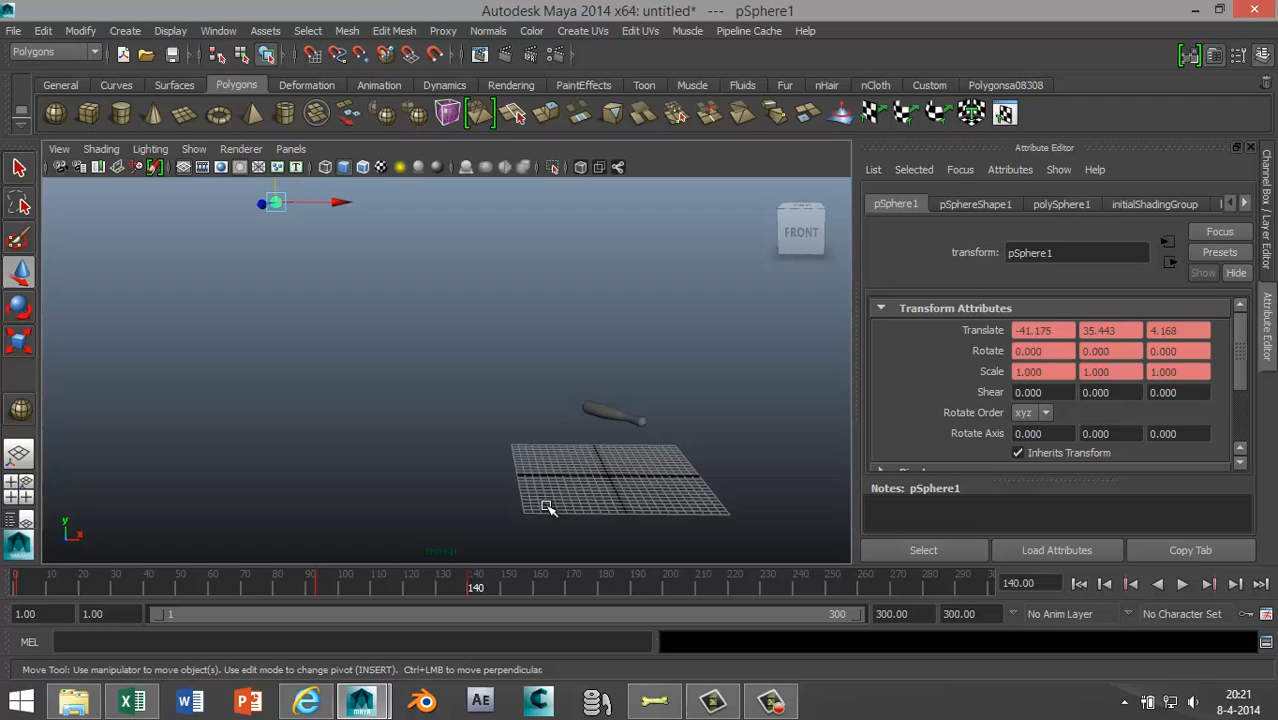 Autodesk Maya 2014 x64: untitled* --- pSphere1
File Edit Modify Create Display Window Assets Select Mesh Edit Mesh Proxy Normals Color Create UVs Edit UVs Muscle Pipeline Cache Help
Polygons
General Curves Surfaces Polygons Deformation Animation Dynamics Rendering PaintEffects Toon Muscle Fluids Fur nHair nCloth Custom Polygonsa08308
View Shading Lighting Show Renderer Panels
Attribute Editor
List Selected Focus Attributes Show Help
pSphere1 pSphereShape1 polySphere1 initialShadingGroup
FRONT
Focus
transform: pSphere1
Presets
Show Hide
Transform Attributes
Translate -41.175 35.443 4.168
Rotate 0.000 0.000 0.000
Scale 1.000 1.000 1.000
Shear 0.000 0.000 0.000
Rotate Order xyz
Rotate Axis 0.000 0.000 0.000
Inherits Transform
Notes: pSphere1
Select Load Attributes Copy Tab
Channel Box / Layer Editor
Attribute Editor
y
x
persp
0 10 20 30 40 50 60 70 80 90 100 110 120 130 140 150 160 170 180 190 200 210 220 230 240 250 260 270 280 290
140
140.00
1.00 1.00 1 300 300.00 300.00 No Anim Layer No Character Set
MEL
Move Tool: Use manipulator to move object(s). Use edit mode to change pivot (INSERT). Ctrl+LMB to move perpendicular.
MAYA
Ae
20:21
8-4-2014